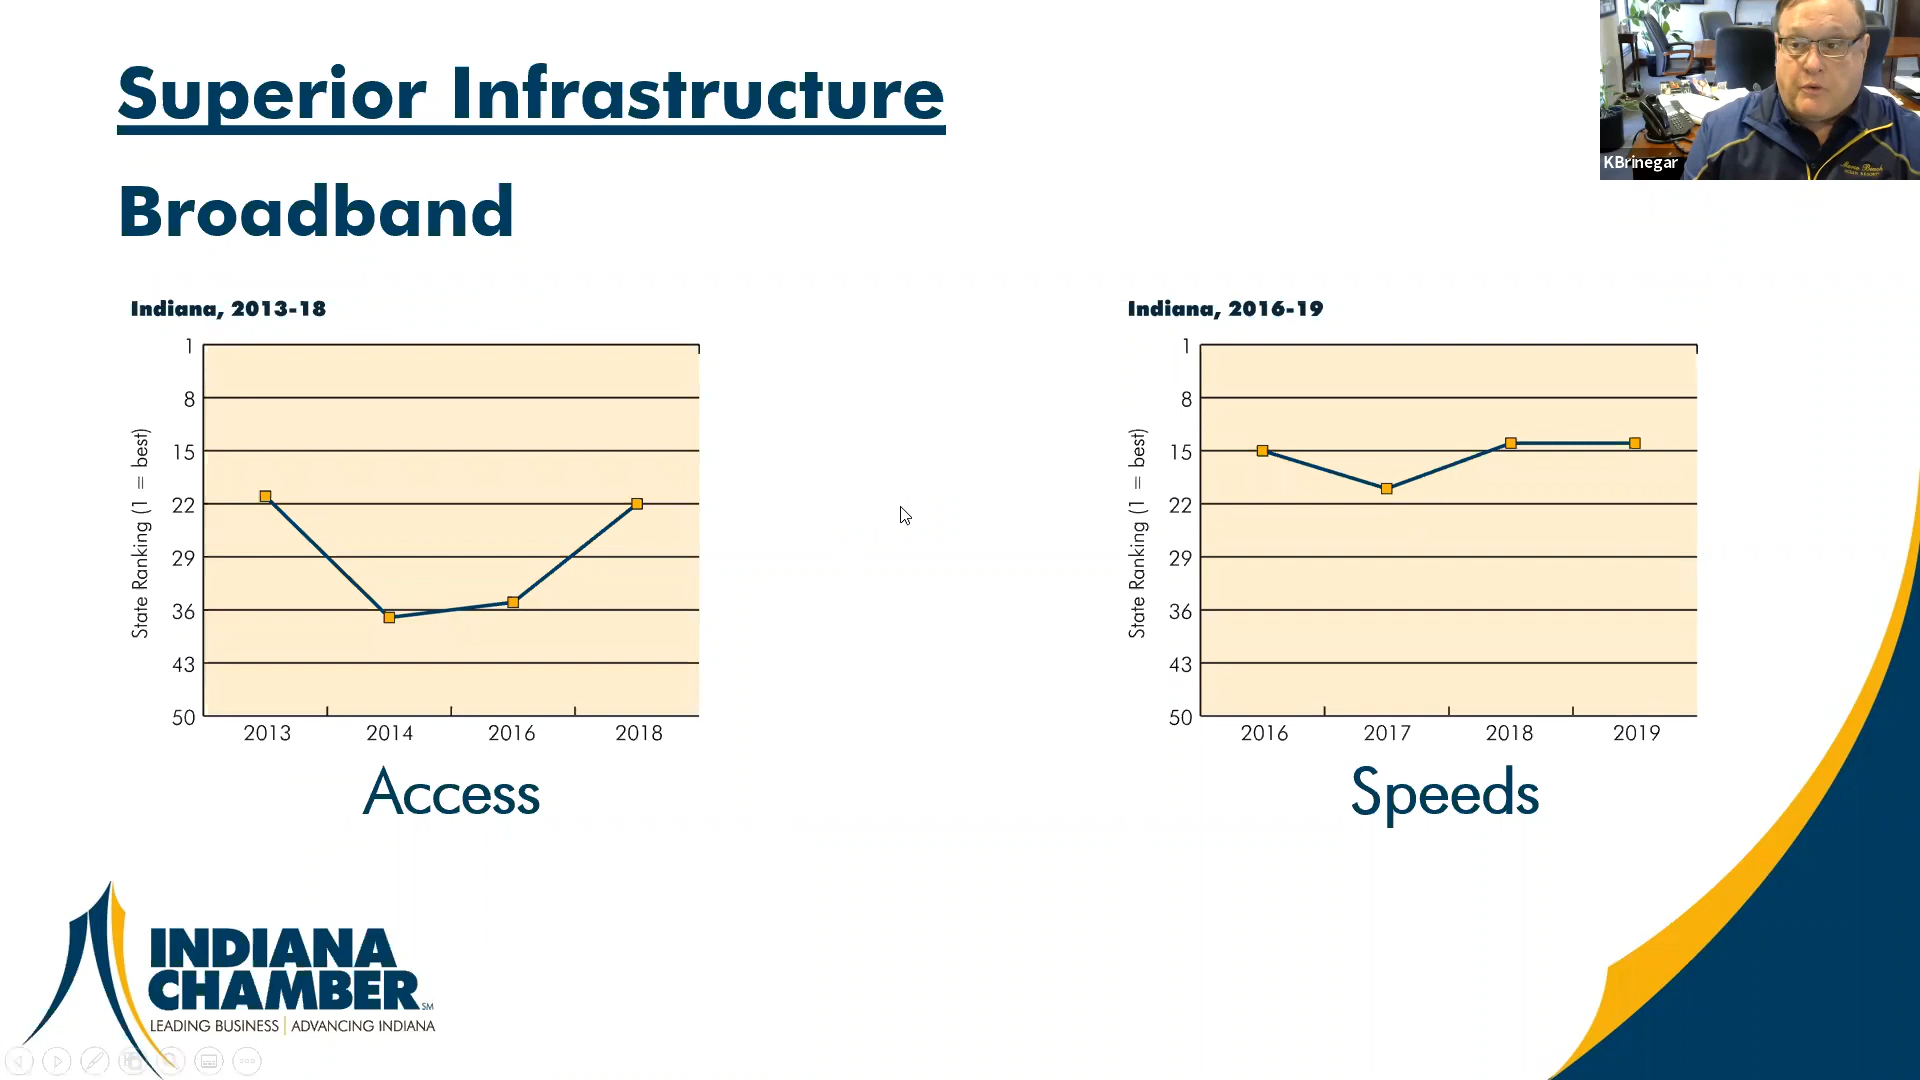 Superior Infrastructure
KBrinegar
Broadband
Indiana, 2013-18
State Ranking (1 = best)
1
8
15
22
29
36
43
50
2013 2014 2016 2018
Access
Indiana, 2016-19
State Ranking (1 = best)
1
8
15
22
29
36
43
50
2016 2017 2018 2019
Speeds
INDIANA
CHAMBER SM
LEADING BUSINESS | ADVANCING INDIANA